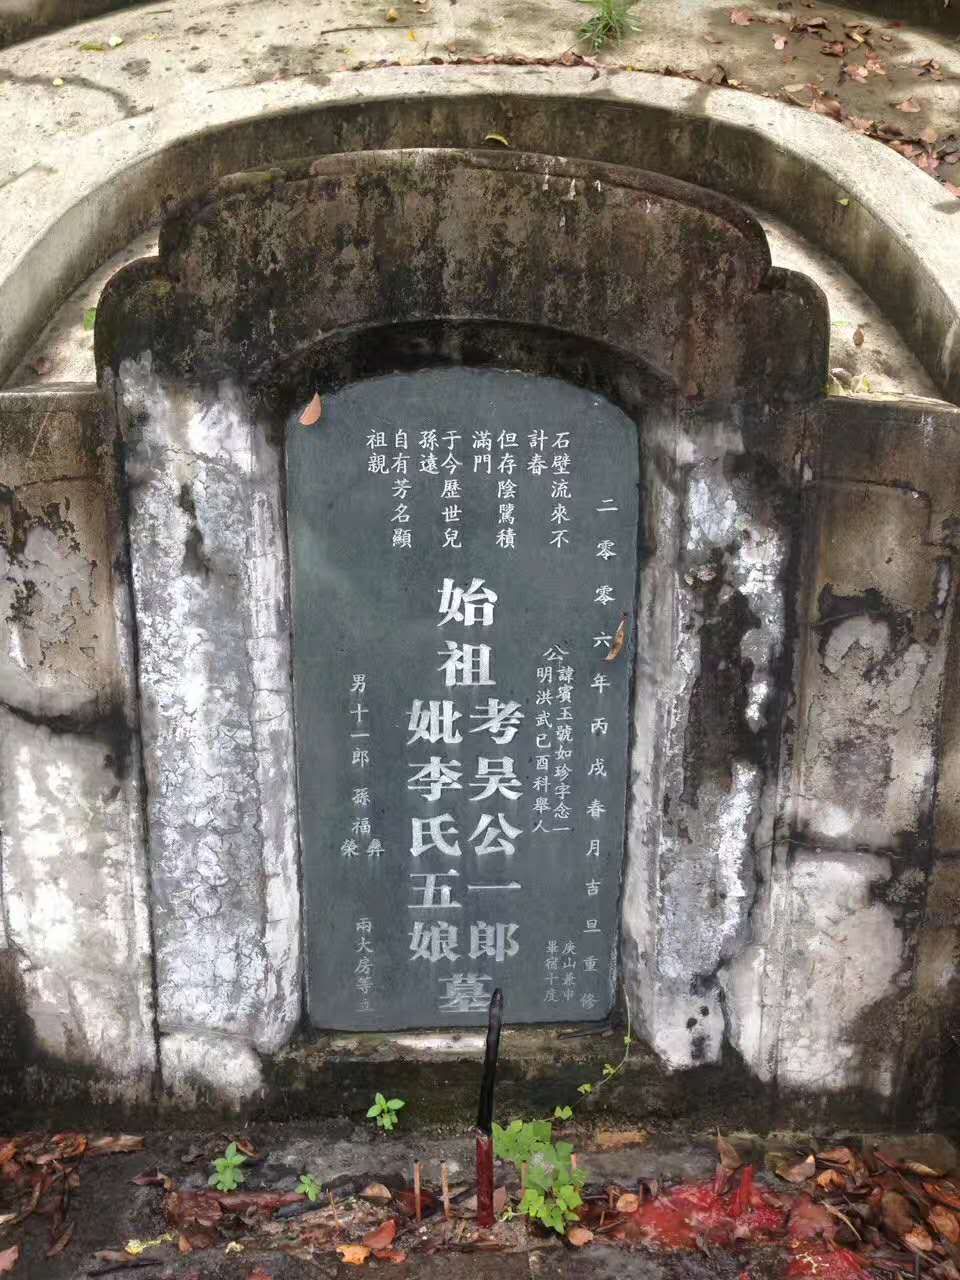 二零零六年丙戌春月吉旦重修
石壁流來不
計春
但存陰騭積
滿門
于今歷世兒
孫遠
自有芳名顯
祖親
公諱賓玉號如珍字念一
明洪武已酉科舉人
庚山兼申
畢宿十度
始祖
考吴公一郎
妣李氏五娘
墓
男十一郎
孫福
彝
榮
兩大房等立